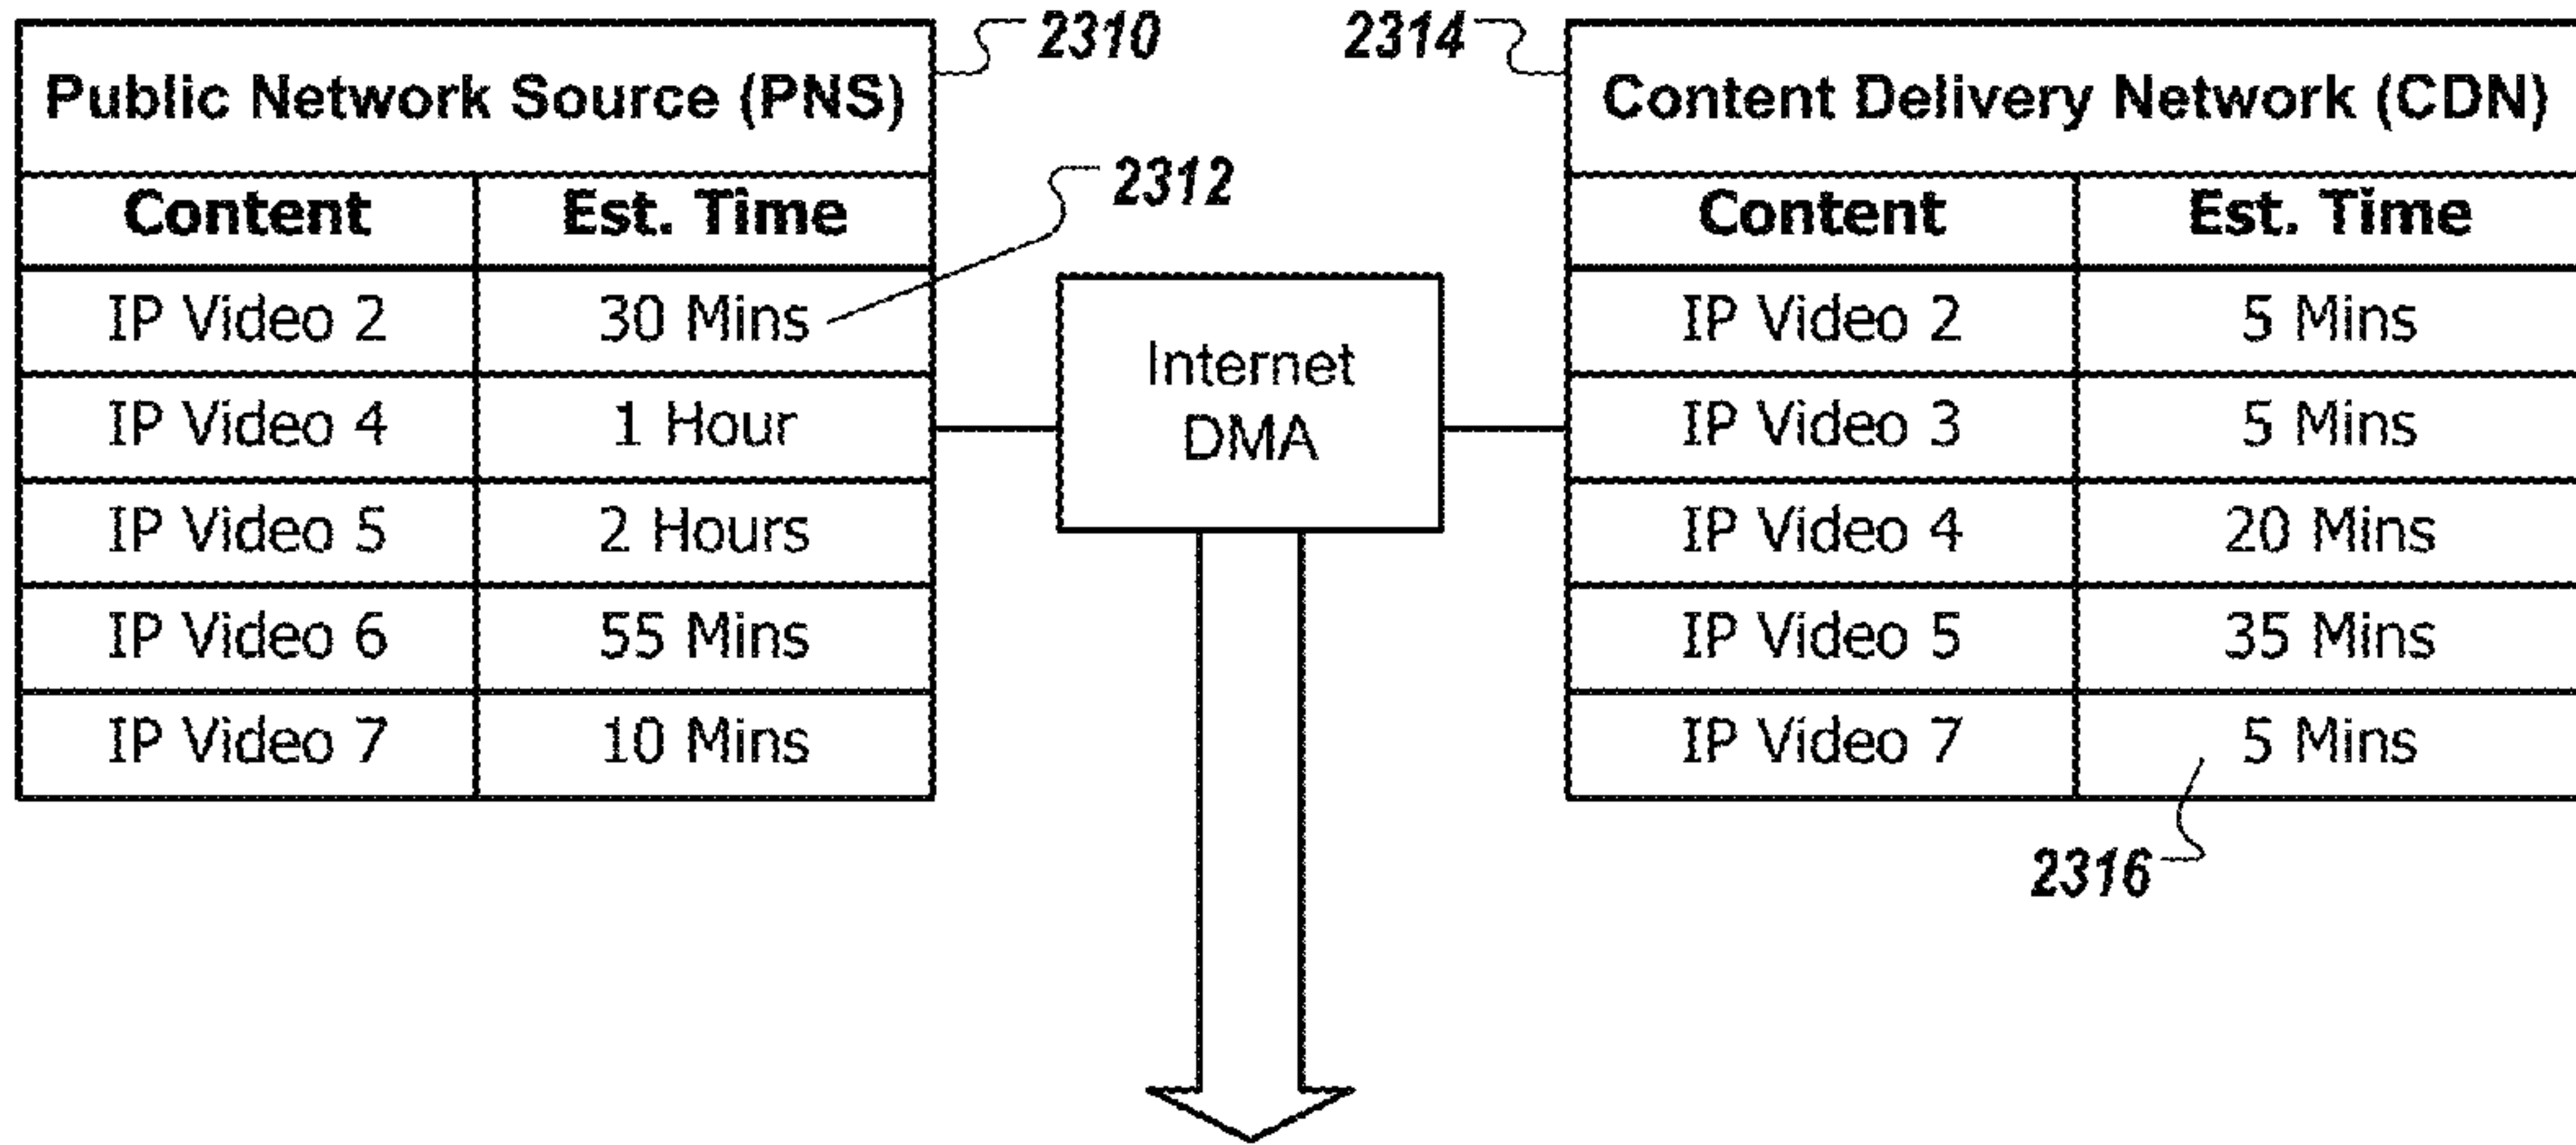 2310
Public Network Source (PNS)
Content Est. Time
2312
IP Video 2 30 Mins
IP Video 4 1 Hour
IP Video 5 2 Hours
IP Video 6 55 Mins
IP Video 7 10 Mins
Internet
DMA
2314
Content Delivery Network (CDN)
Content Est. Time
IP Video 2 5 Mins
IP Video 3 5 Mins
IP Video 4 20 Mins
IP Video 5 35 Mins
IP Video 7 5 Mins
2316